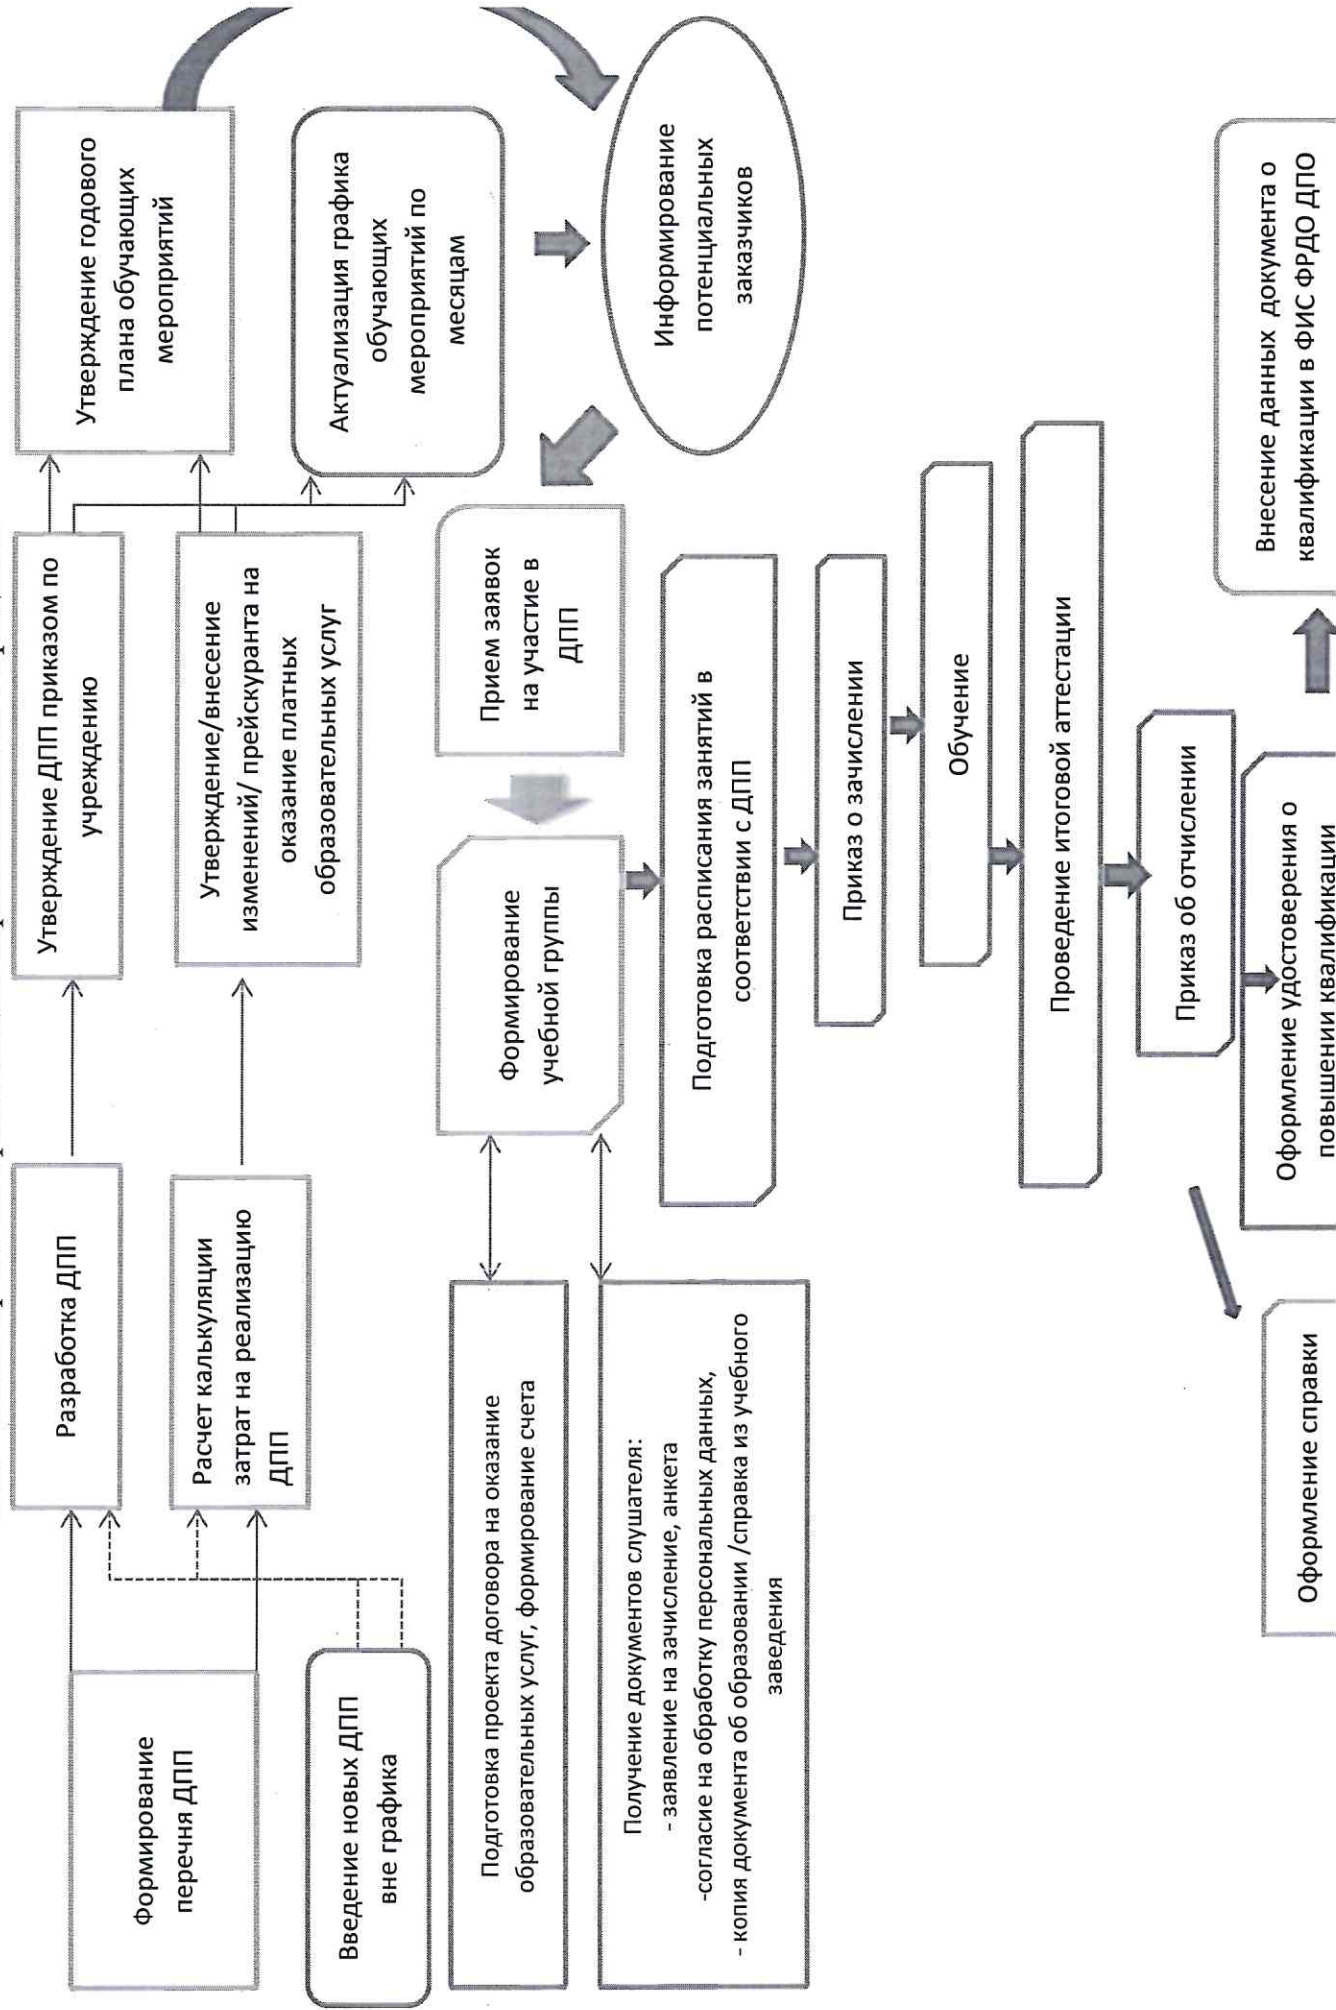 Формирование
перечня ДПП
Разработка ДПП
Утверждение ДПП приказом по
учреждению
Утверждение годового
плана обучающих
мероприятий
Введение новых ДПП
вне графика
Расчет калькуляции
затрат на реализацию
ДПП
Утверждение/внесение
изменений/ прейскуранта на
оказание платных
образовательных услуг
Актуализация графика
обучающих
мероприятий по
месяцам
Подготовка проекта договора на оказание
образовательных услуг, формирование счета
Формирование
учебной группы
Прием заявок
на участие в
ДПП
Информирование
потенциальных
заказчиков
Получение документов слушателя:
- заявление на зачисление, анкета
-согласие на обработку персональных данных,
- копия документа об образовании /справка из учебного
заведения
Подготовка расписания занятий в
соответствии с ДПП
Приказ о зачислении
Обучение
Проведение итоговой аттестации
Приказ об отчислении
Оформление справки
Оформление удостоверения о
повышении квалификации
Внесение данных документа о
квалификации в ФИС ФРДО ДПО